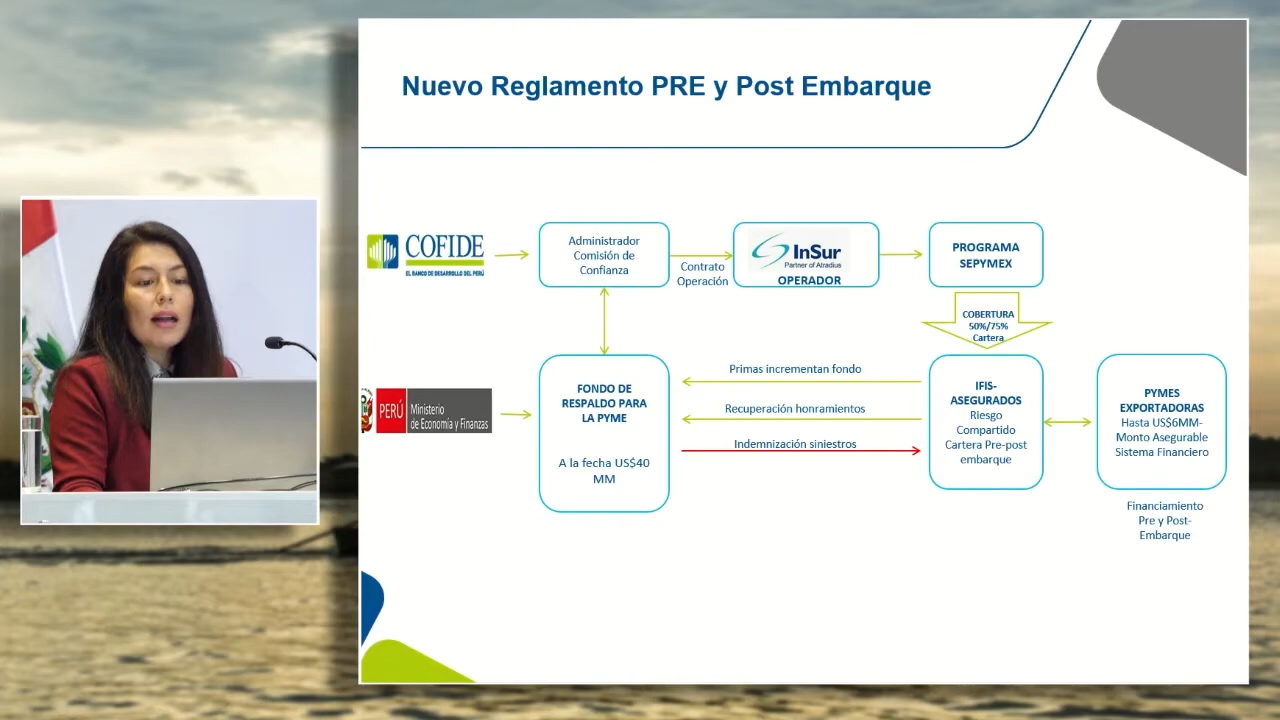 Nuevo Reglamento PRE y Post Embarque
COFIDE
EL BANCO DE DESARROLLO DEL PERÚ
Administrador
Comisión de
Confianza
Contrato
Operación
InSur
Partner of Atradius
OPERADOR
PROGRAMA
SEPYMEX
COBERTURA
50%/75%
Cartera
PERÚ
Ministerio
de Economía y Finanzas
FONDO DE
RESPALDO PARA
LA PYME
A la fecha US$40
MM
Primas incrementan fondo
Recuperación honramientos
Indemnización siniestros
IFIS-
ASEGURADOS
Riesgo
Compartido
Cartera Pre-post
embarque
PYMES
EXPORTADORAS
Hasta US$6MM-
Monto Asegurable
Sistema Financiero
Financiamiento
Pre y Post-
Embarque